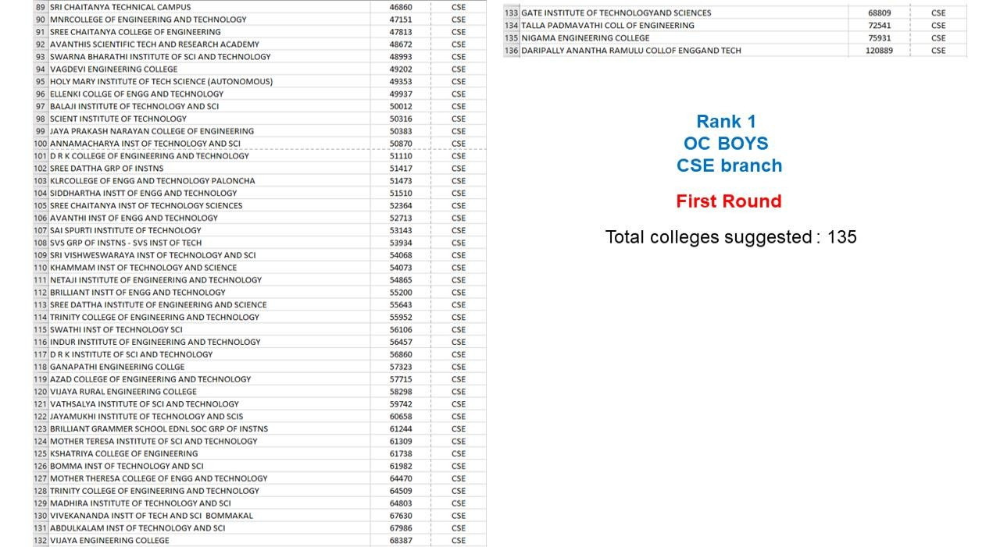 89 SRI CHAITANYA TECHNICAL CAMPUS 46860 CSE
90 MNRCOLLEGE OF ENGINEERING AND TECHNOLOGY 47151 CSE
91 SREE CHAITANYA COLLEGE OF ENGINEERING 47813 CSE
92 AVANTHIS SCIENTIFIC TECH AND RESEARCH ACADEMY 48672 CSE
93 SWARNA BHARATHI INSTITUTE OF SCI AND TECHNOLOGY 48993 CSE
94 VAGDEVI ENGINEERING COLLEGE 49202 CSE
95 HOLY MARY INSTITUTE OF TECH SCIENCE (AUTONOMOUS) 49353 CSE
96 ELLENKI COLLGE OF ENGG AND TECHNOLOGY 49937 CSE
97 BALAJI INSTITUTE OF TECHNOLOGY AND SCI 50012 CSE
98 SCIENT INSTITUTE OF TECHNOLOGY 50316 CSE
99 JAYA PRAKASH NARAYAN COLLEGE OF ENGINEERING 50383 CSE
100 ANNAMACHARYA INST OF TECHNOLOGY AND SCI 50870 CSE
101 D R K COLLEGE OF ENGINEERING AND TECHNOLOGY 51110 CSE
102 SREE DATTHA GRP OF INSTNS 51417 CSE
103 KLRCOLLEGE OF ENGG AND TECHNOLOGY PALONCHA 51473 CSE
104 SIDDHARTHA INSTT OF ENGG AND TECHNOLOGY 51510 CSE
105 SREE CHAITANYA INST OF TECHNOLOGY SCIENCES 52364 CSE
106 AVANTHI INST OF ENGG AND TECHNOLOGY 52713 CSE
107 SAI SPURTI INSTITUTE OF TECHNOLOGY 53143 CSE
108 SVS GRP OF INSTNS - SVS INST OF TECH 53934 CSE
109 SRI VISHWESWARAYA INST OF TECHNOLOGY AND SCI 54068 CSE
110 KHAMMAM INST OF TECHNOLOGY AND SCIENCE 54073 CSE
111 NETAJI INSTITUTE OF ENGINEERING AND TECHNOLOGY 54865 CSE
112 BRILLIANT INSTT OF ENGG AND TECHNOLOGY 55200 CSE
113 SREE DATTHA INSTITUTE OF ENGINEERING AND SCIENCE 55643 CSE
114 TRINITY COLLEGE OF ENGINEERING AND TECHNOLOGY 55952 CSE
115 SWATHI INST OF TECHNOLOGY SCI 56106 CSE
116 INDUR INSTITUTE OF ENGINEERING AND TECHNOLOGY 56457 CSE
117 D R K INSTITUTE OF SCI AND TECHNOLOGY 56860 CSE
118 GANAPATHI ENGINEERING COLLGE 57323 CSE
119 AZAD COLLEGE OF ENGINEERING AND TECHNOLOGY 57715 CSE
120 VIJAYA RURAL ENGINEERING COLLEGE 58298 CSE
121 VATHSALYA INSTITUTE OF SCI AND TECHNOLOGY 59742 CSE
122 JAYAMUKHI INSTITUTE OF TECHNOLOGY AND SCIS 60658 CSE
123 BRILLIANT GRAMMER SCHOOL EDNL SOC GRP OF INSTNS 61244 CSE
124 MOTHER TERESA INSTITUTE OF SCI AND TECHNOLOGY 61309 CSE
125 KSHATRIYA COLLEGE OF ENGINEERING 61738 CSE
126 BOMMA INST OF TECHNOLOGY AND SCI 61982 CSE
127 MOTHER THERESA COLLEGE OF ENGG AND TECHNOLOGY 64470 CSE
128 TRINITY COLLEGE OF ENGINEERING AND TECHNOLOGY 64509 CSE
129 MADHIRA INSTITUTE OF TECHNOLOGY AND SCI 64803 CSE
130 VIVEKANANDA INSTT OF TECH AND SCI BOMMAKAL 67630 CSE
131 ABDULKALAM INST OF TECHNOLOGY AND SCI 67986 CSE
132 VIJAYA ENGINEERING COLLEGE 68387 CSE
133 GATE INSTITUTE OF TECHNOLOGYAND SCIENCES 68809 CSE
134 TALLA PADMAVATHI COLL OF ENGINEERING 72541 CSE
135 NIGAMA ENGINEERING COLLEGE 75931 CSE
136 DARIPALLY ANANTHA RAMULU COLLOF ENGGAND TECH 120889 CSE
Rank 1
OC BOYS
CSE branch
First Round
Total colleges suggested : 135